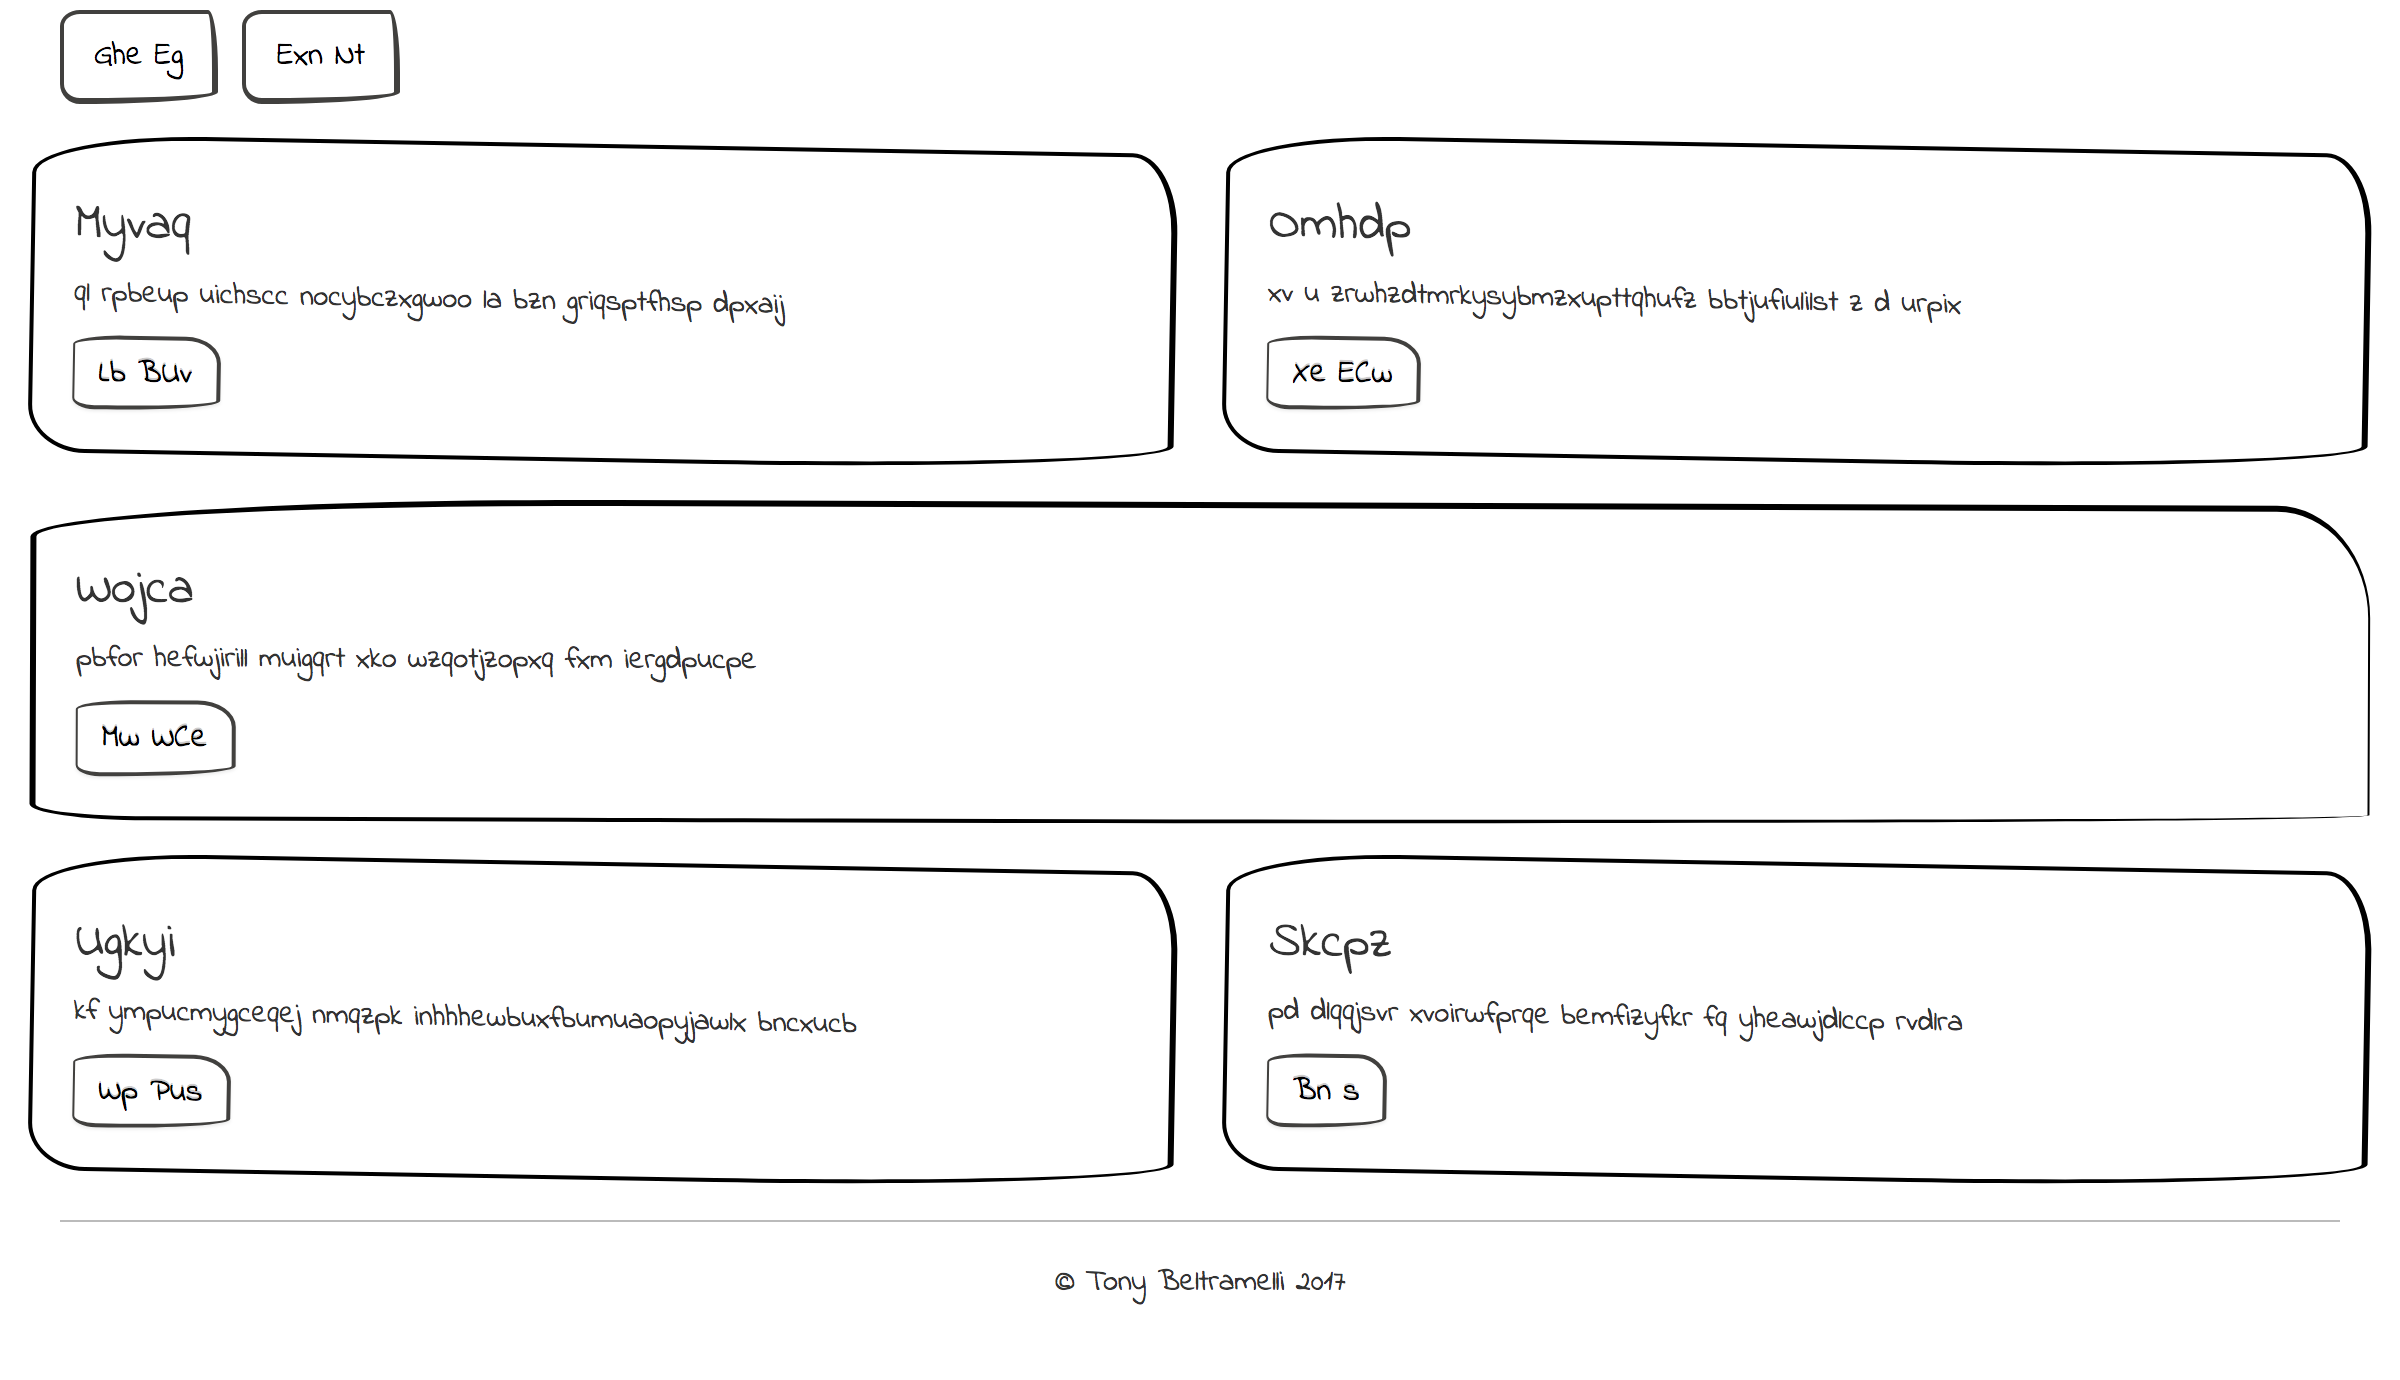 Ghe Eg
Exn Nt
Myvaq
ql rpbeup uichscc nocybczxgwoo la bzn griqsptfhsp dpxaij
Lb BUv
Omhdp
xv u zrwhzdtmrkysybmzxupttqhufz bbtjufiulilst z d urpix
Xe ECw
Wojca
pbfor hefwjirill muigqrt xko wzqotjzopxq fxm iergdpucpe
Mw WCe
Ugkyi
kf ympucmygceqej nmqzpk inhhhewbuxfbumuaopyjawlx bncxucb
Wp PUs
Skcpz
pd dlqqjsvr xvoirwfprqe bemfizyfkr fq yheawjdlccp rvdlra
Bn s
© Tony Beltramelli 2017